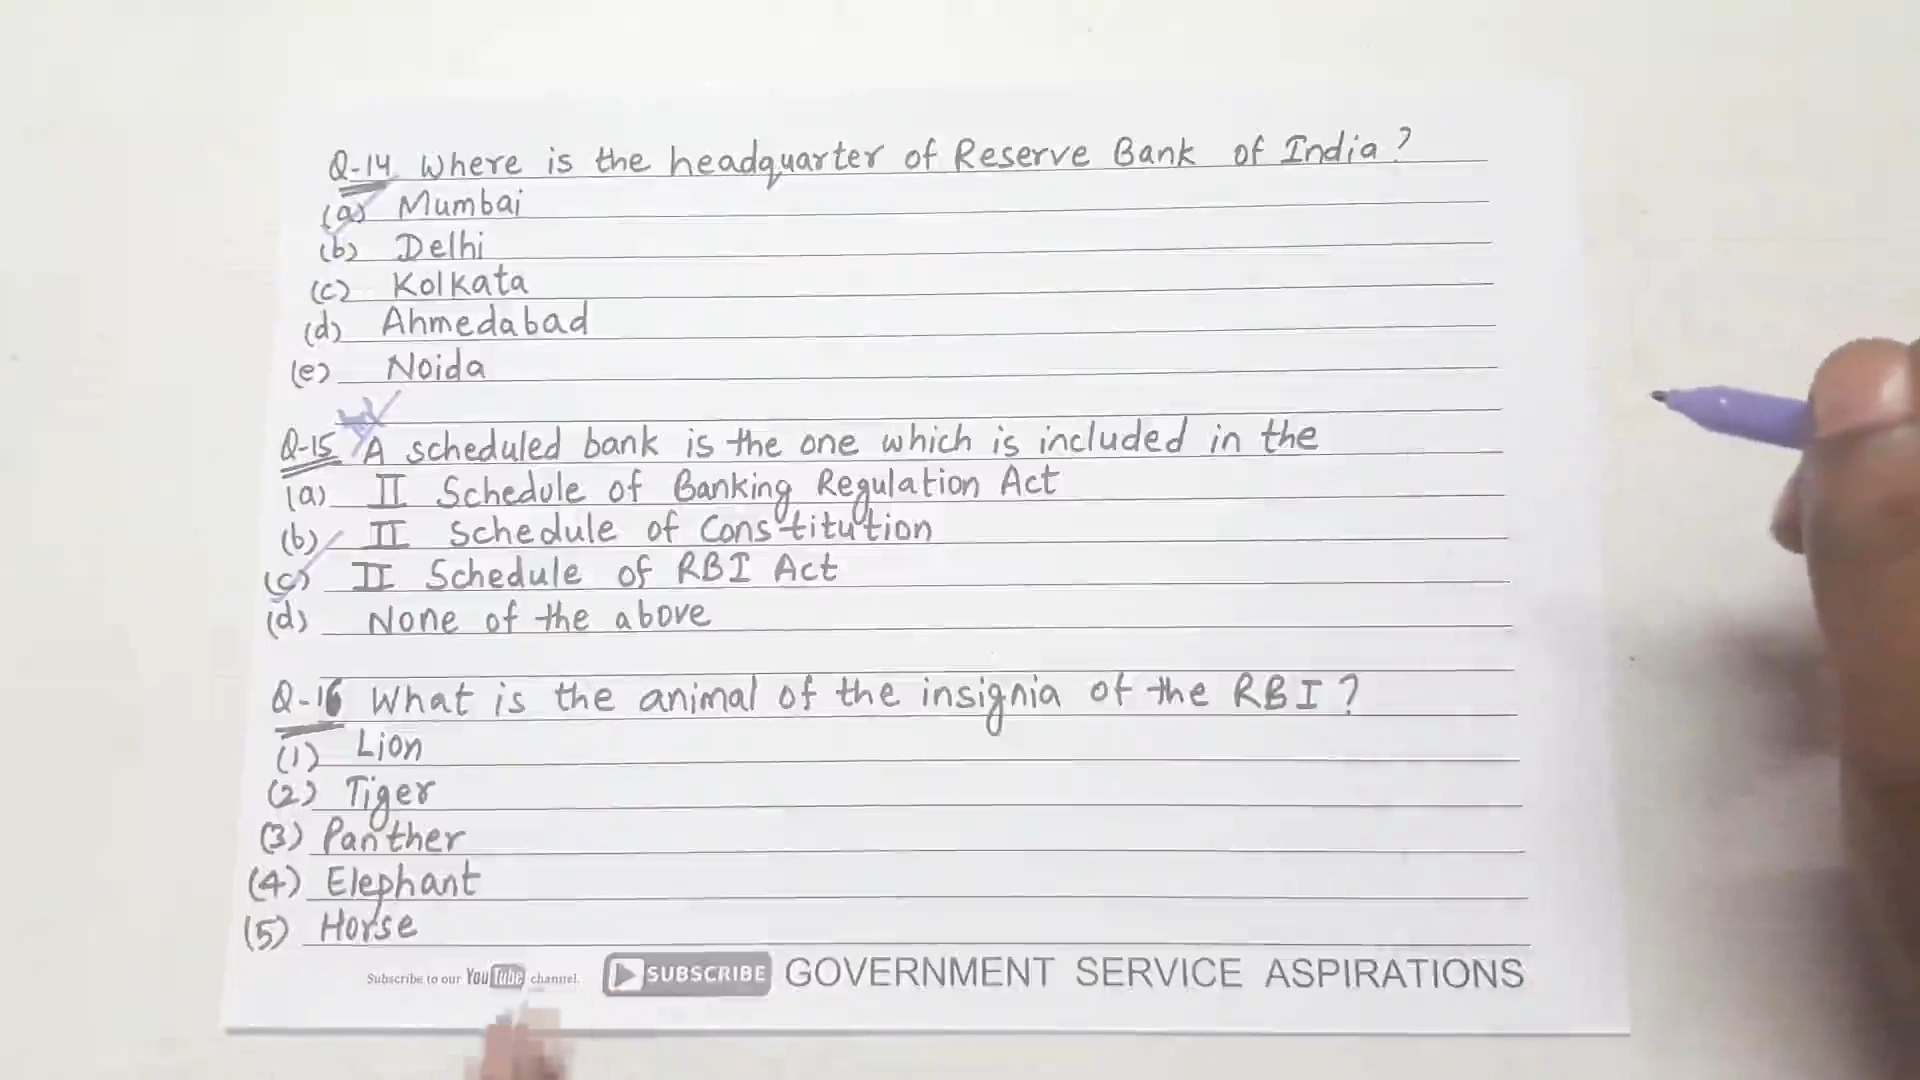 Q-14 Where is the headquarter of Reserve Bank of India?
(a) Mumbai
(b) Delhi
(c) Kolkata
(d) Ahmedabad
(e) Noida
Q-15 A scheduled bank is the one which is included in the
(a) II Schedule of Banking Regulation Act
(b) II Schedule of Constitution
(c) II Schedule of RBI Act
(d) None of the above
Q-16 What is the animal of the insignia of the RBI?
(1) Lion
(2) Tiger
(3) Panther
(4) Elephant
(5) Horse
Subscribe to our YouTube channel. SUBSCRIBE GOVERNMENT SERVICE ASPIRATIONS